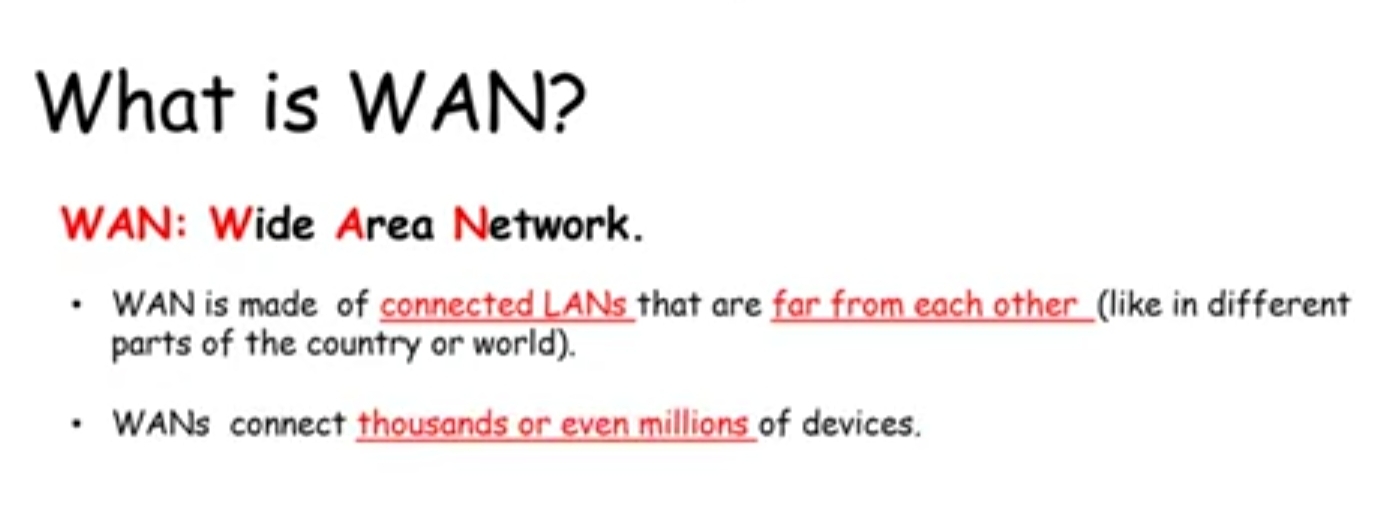 What is WAN?
WAN: Wide Area Network.
• WAN is made of connected LANs that are far from each other (like in different
parts of the country or world).
• WANs connect thousands or even millions of devices.